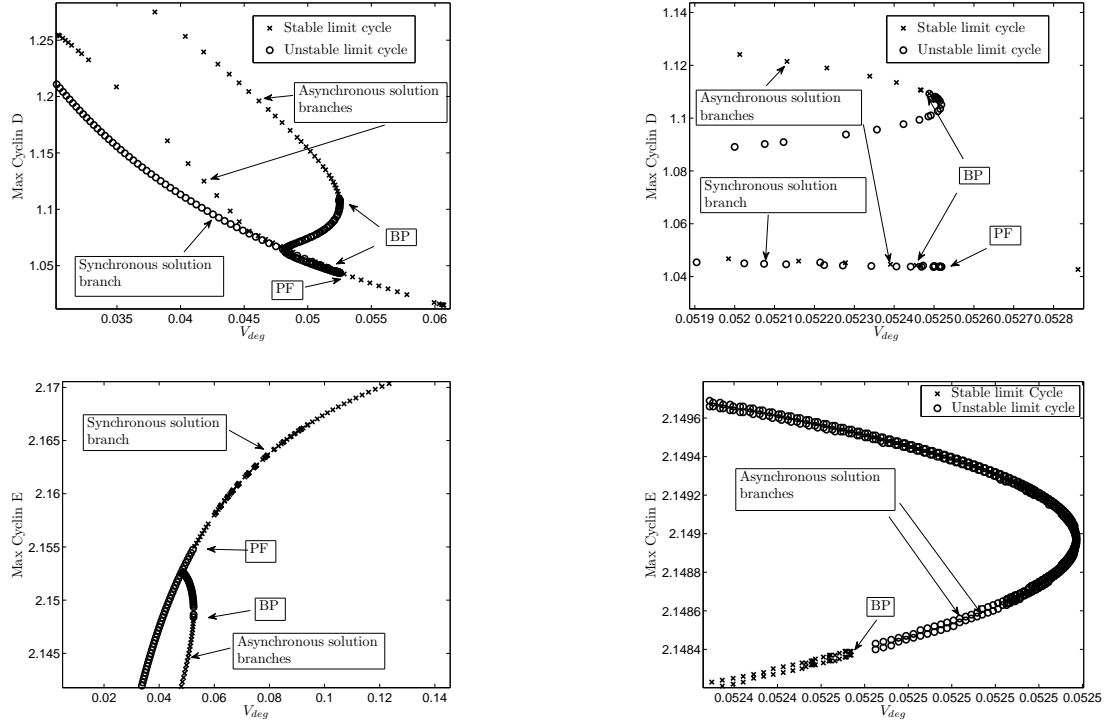 Stable limit cycle
Unstable limit cycle
Asynchronous solution
branches
Synchronous solution
branch
BP
PF
Max Cyclin D
1.25
1.2
1.15
1.1
1.05
0.035 0.04 0.045 0.05 0.055 0.06
V_deg
Stable limit cycle
Unstable limit cycle
Asynchronous solution
branches
Synchronous solution
branch
BP
PF
Max Cyclin D
1.14
1.12
1.1
1.08
1.06
1.04
0.0519 0.052 0.0521 0.0522 0.0523 0.0524 0.0525 0.0526 0.0527 0.0528
V_deg
Synchronous solution
branch
PF
BP
Asynchronous solution
branches
Max Cyclin E
2.17
2.165
2.16
2.155
2.15
2.145
0.02 0.04 0.06 0.08 0.1 0.12 0.14
V_deg
Stable limit Cycle
Unstable limit cycle
Asynchronous solution
branches
BP
Max Cyclin E
2.1496
2.1494
2.1492
2.149
2.1488
2.1486
2.1484
0.0524 0.0524 0.0525 0.0525 0.0525 0.0525 0.0525 0.0525 0.0525
V_deg